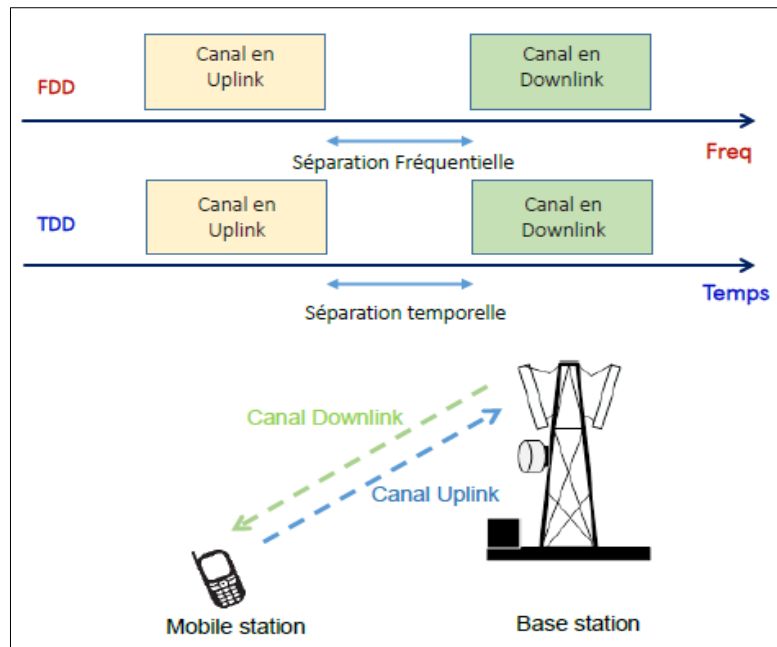 Canal en
Uplink
Canal en
Downlink
FDD
Freq
Séparation Fréquentielle
Canal en
Uplink
Canal en
Downlink
TDD
Temps
Séparation temporelle
Canal Downlink
Canal Uplink
Mobile station
Base station